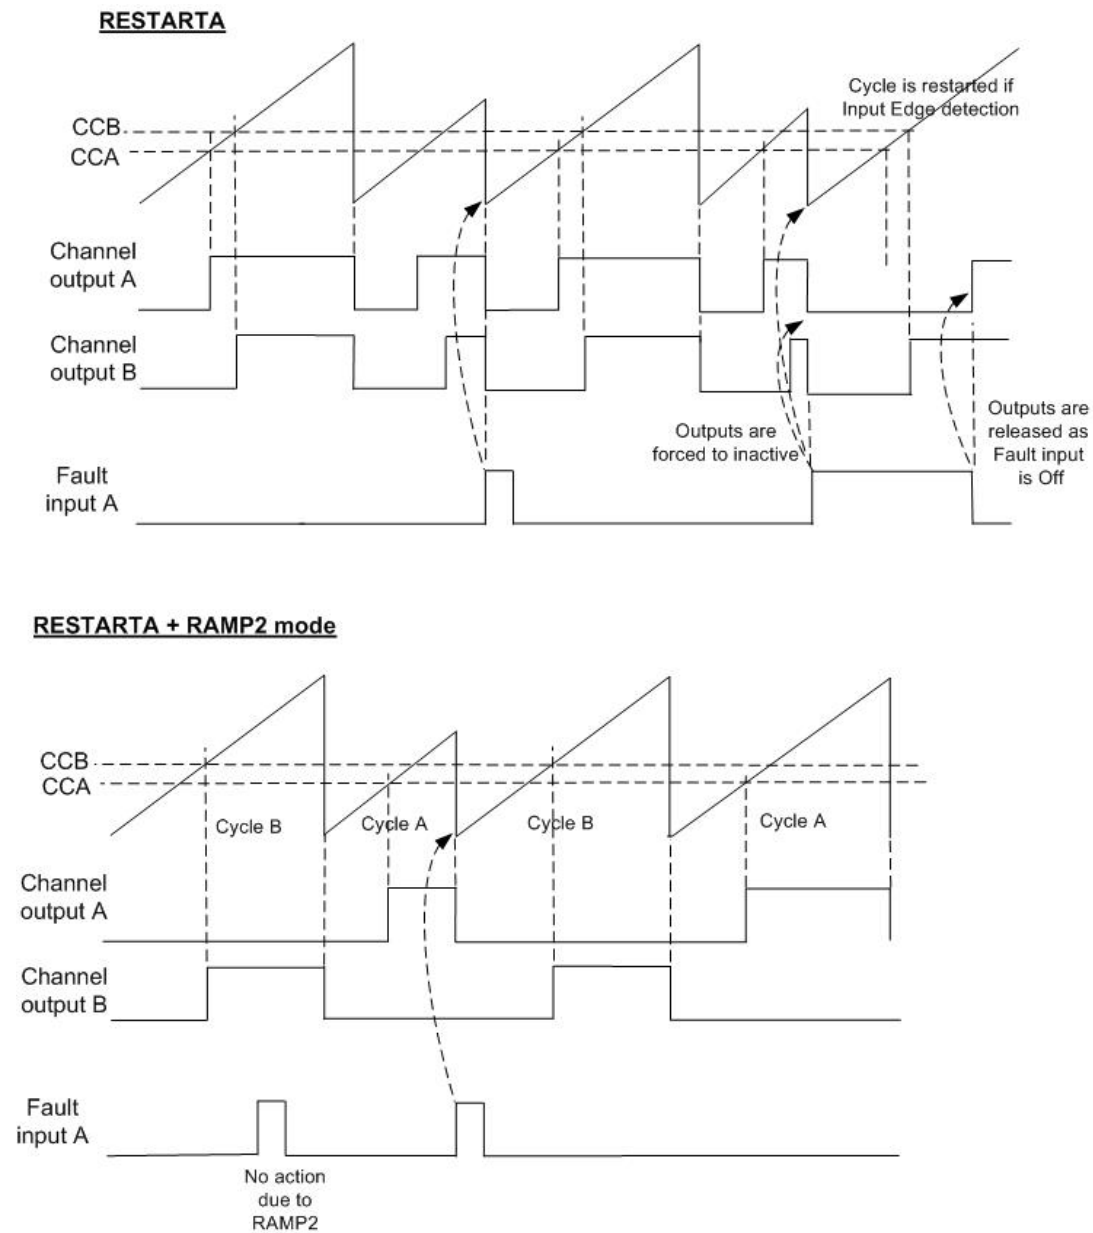 RESTARTA
Cycle is restarted if
Input Edge detection
CCB
CCA
Channel
output A
Channel
output B
Outputs are
forced to inactive
Outputs are
released as
Fault input
is Off
Fault
input A
RESTARTA + RAMP2 mode
CCB
CCA
Cycle B
Cycle A
Cycle B
Cycle A
Channel
output A
Channel
output B
Fault
input A
No action
due to
RAMP2